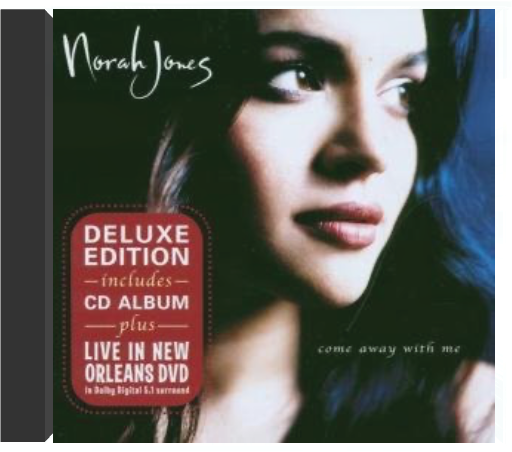 Norah Jones
DELUXE
EDITION
includes
CD ALBUM
plus
LIVE IN NEW
ORLEANS DVD
in Dolby Digital 5.1 surround
come away with me